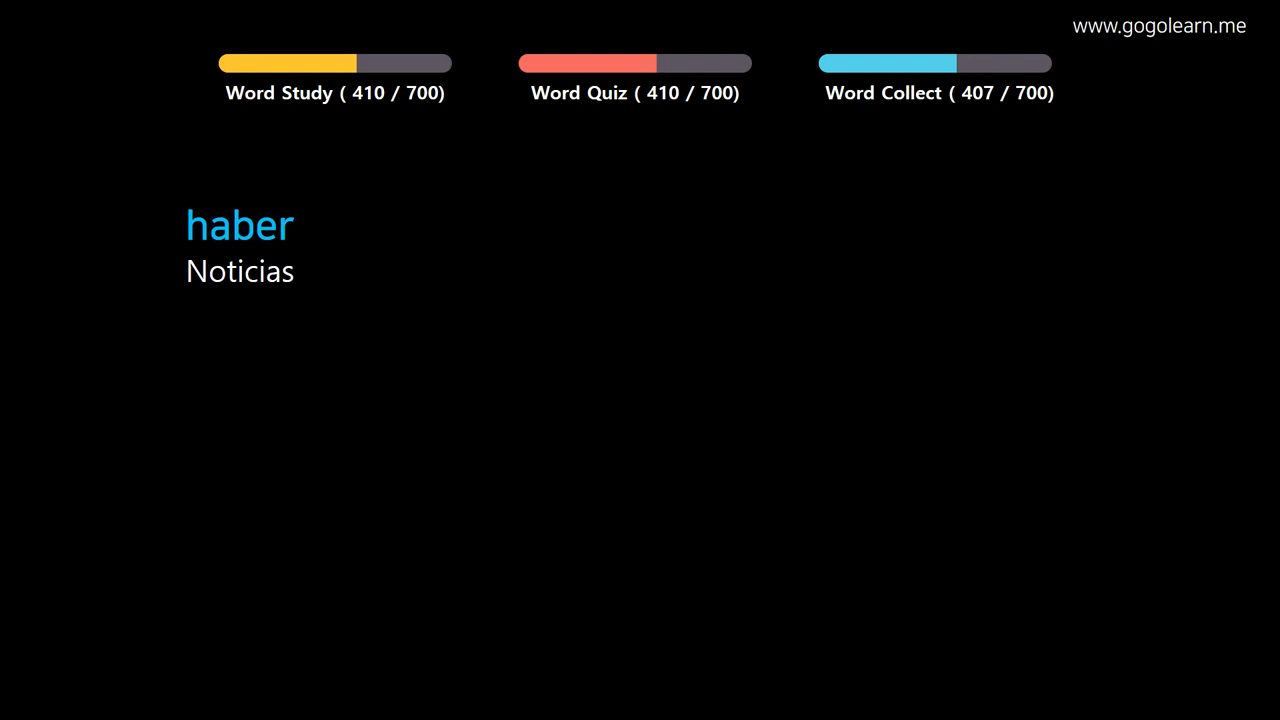 www.gogolearn.me
Word Study ( 410 / 700)
Word Quiz ( 410 / 700)
Word Collect ( 407 / 700)
haber
Noticias